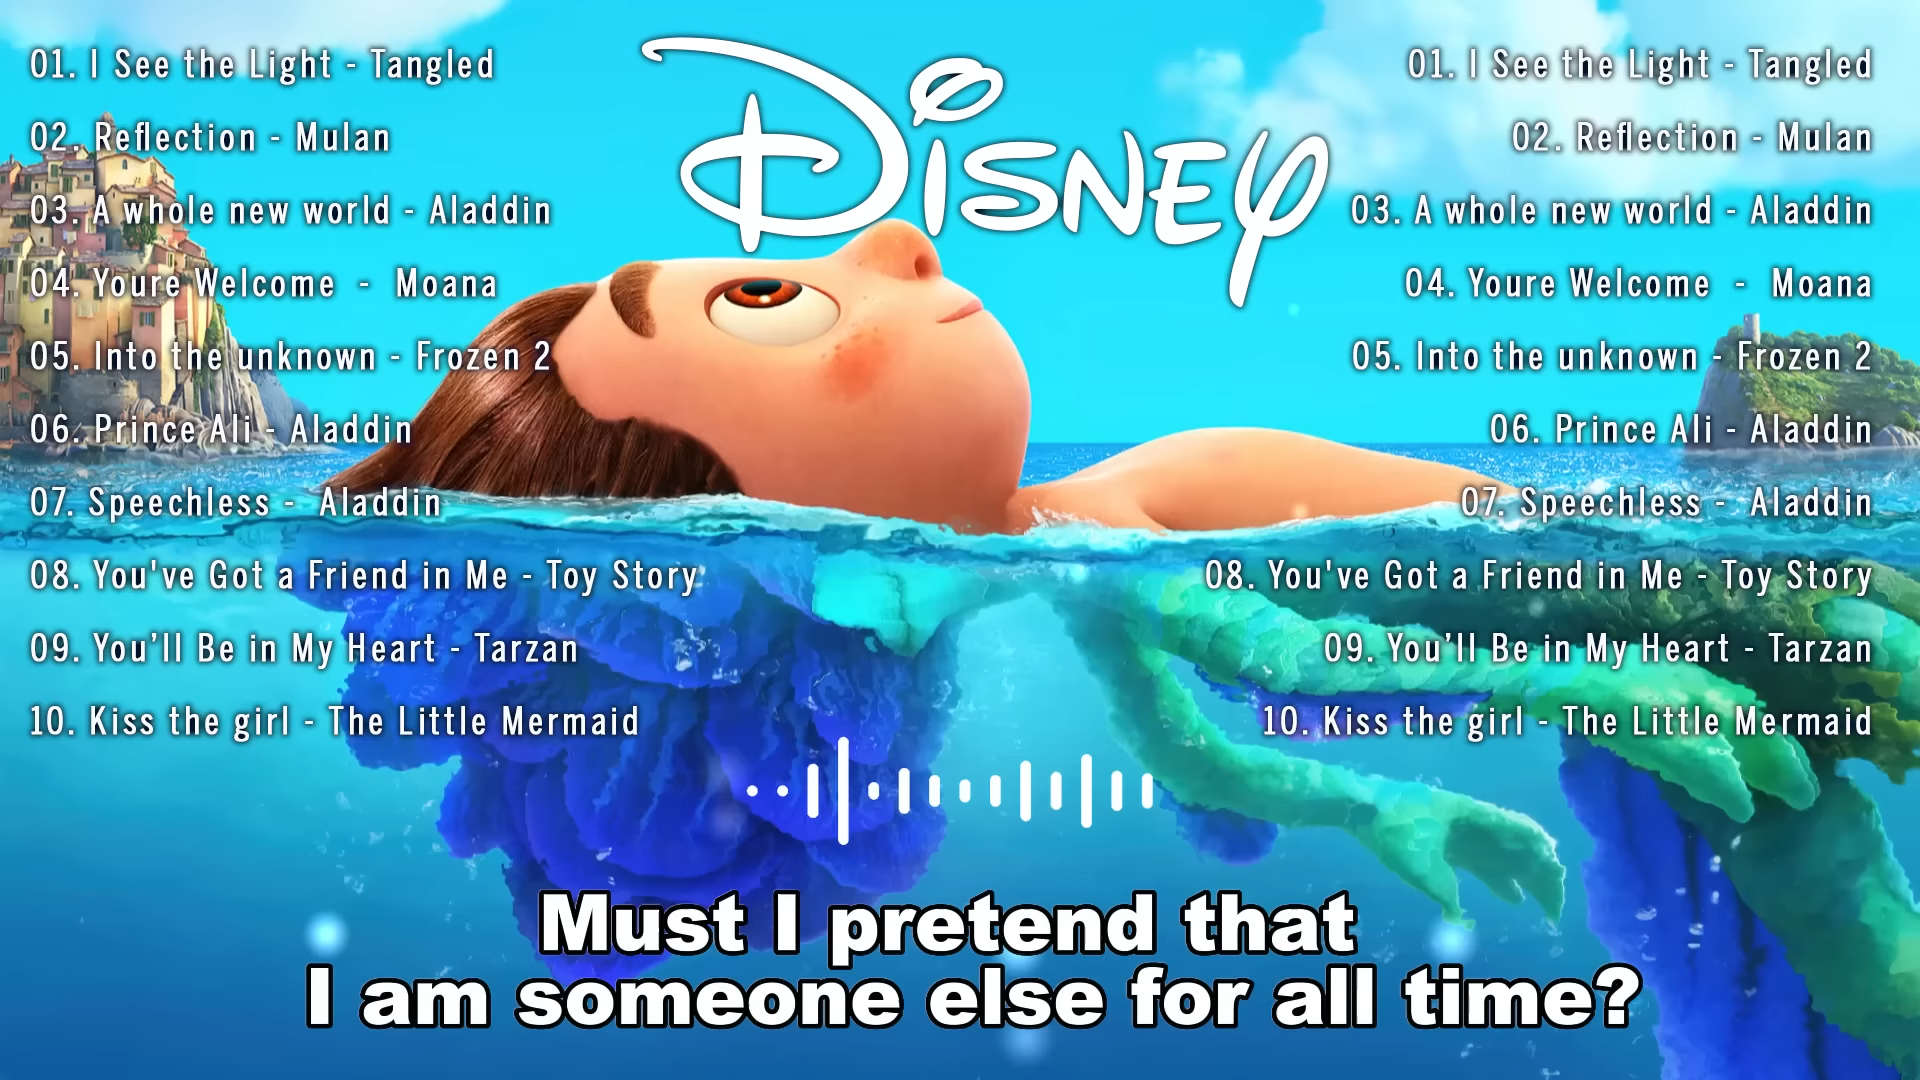 01. I See the Light - Tangled
02. Reflection - Mulan
03. A whole new world - Aladdin
04. Youre Welcome - Moana
05. Into the unknown - Frozen 2
06. Prince Ali - Aladdin
07. Speechless - Aladdin
08. You've Got a Friend in Me - Toy Story
09. You’ll Be in My Heart - Tarzan
10. Kiss the girl - The Little Mermaid
Disney
01. I See the Light - Tangled
02. Reflection - Mulan
03. A whole new world - Aladdin
04. Youre Welcome - Moana
05. Into the unknown - Frozen 2
06. Prince Ali - Aladdin
07. Speechless - Aladdin
08. You've Got a Friend in Me - Toy Story
09. You’ll Be in My Heart - Tarzan
10. Kiss the girl - The Little Mermaid
Must I pretend that
I am someone else for all time?